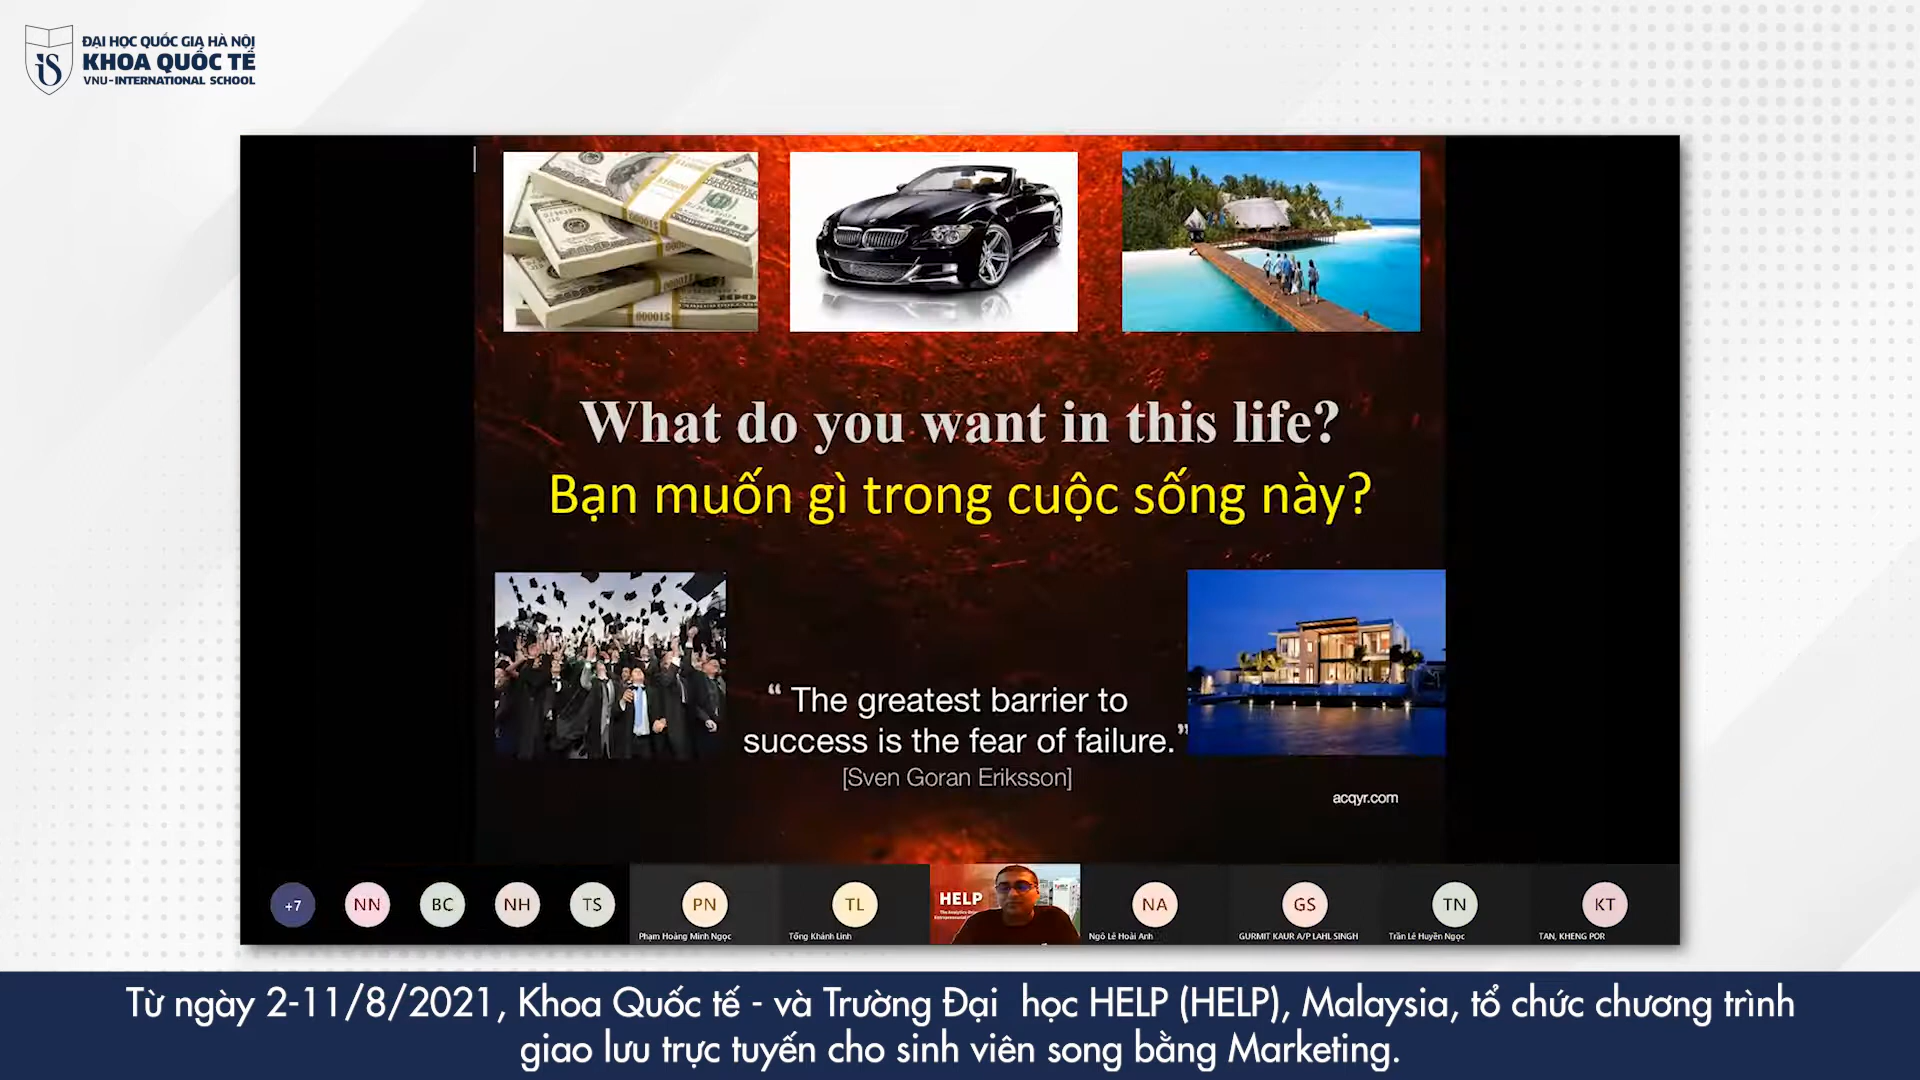 ĐẠI HỌC QUỐC GIA HÀ NỘI
KHOA QUỐC TẾ
VNU-INTERNATIONAL SCHOOL
What do you want in this life?
Bạn muốn gì trong cuộc sống này?
“ The greatest barrier to
success is the fear of failure.”
[Sven Goran Eriksson]
acqyr.com
+7
NN
BC
NH
TS
PN
TL
HELP
NA
GS
TN
KT
Phạm Hoàng Minh Ngọc
Tống Khánh Linh
Ngô Lê Hoài Anh
GURMIT KAUR A/P LAHL SINGH
Trần Lê Huyền Ngọc
TAN, KHENG POR
Từ ngày 2-11/8/2021, Khoa Quốc tế - và Trường Đại học HELP (HELP), Malaysia, tổ chức chương trình
giao lưu trực tuyến cho sinh viên song bằng Marketing.